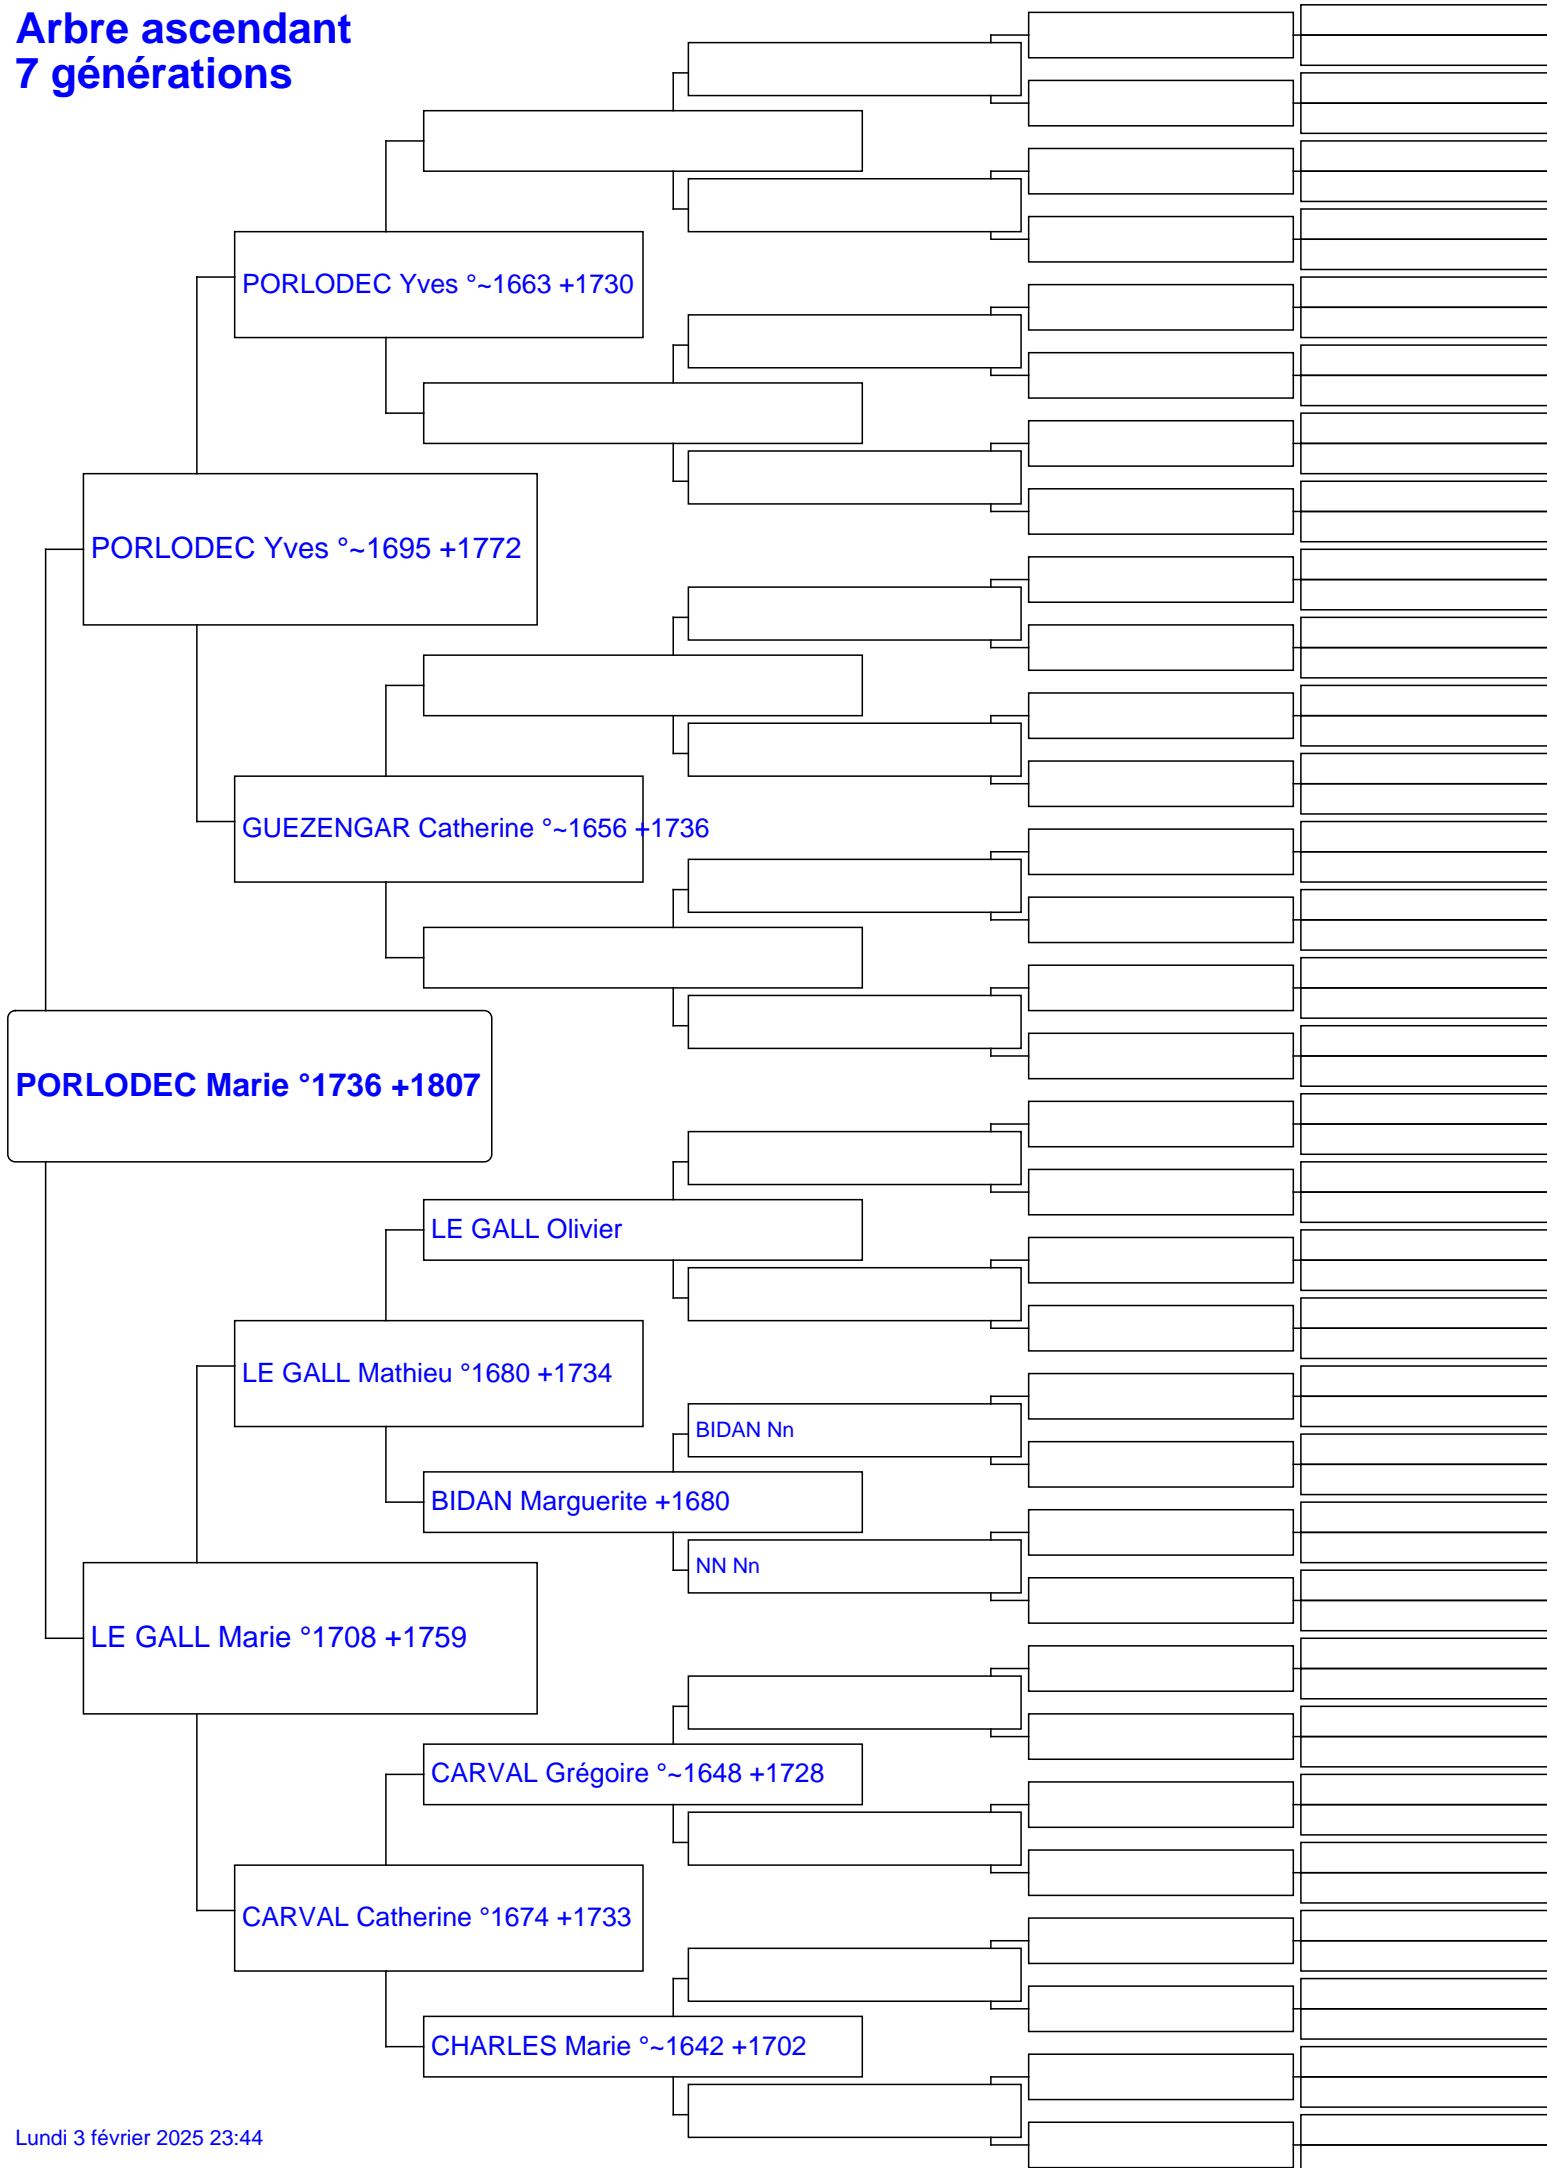 Arbre ascendant
7 générations
PORLODEC Yves °~1663 +1730
PORLODEC Yves °~1695 +1772
GUEZENGAR Catherine °~1656 +1736
PORLODEC Marie °1736 +1807
LE GALL Olivier
LE GALL Mathieu °1680 +1734
BIDAN Nn
BIDAN Marguerite +1680
NN Nn
LE GALL Marie °1708 +1759
CARVAL Grégoire °~1648 +1728
CARVAL Catherine °1674 +1733
CHARLES Marie °~1642 +1702
Lundi 3 février 2025 23:44